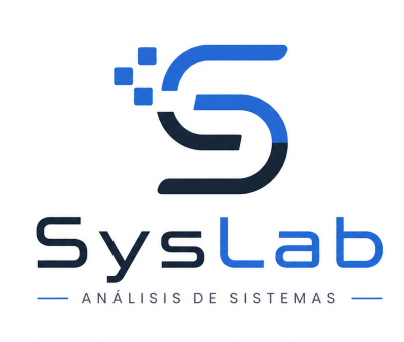 SysLab
ANÁLISIS DE SISTEMAS